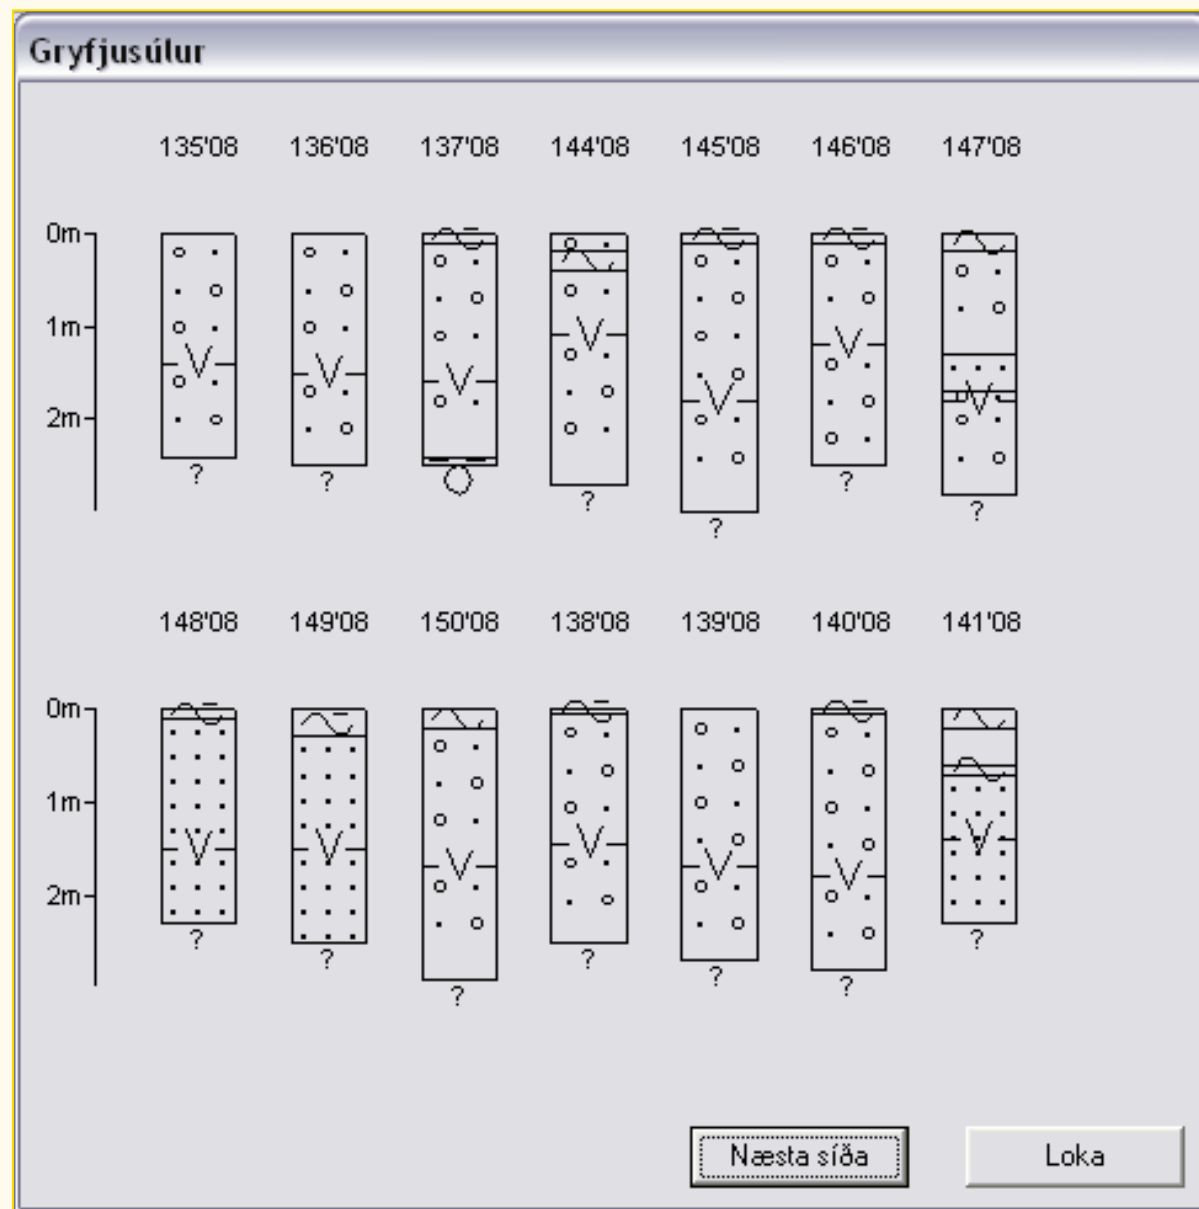 Gryfjusúlur
135'08 136'08 137'08 144'08 145'08 146'08 147'08
0m
1m
2m
? ? ? ? ? ?
148'08 149'08 150'08 138'08 139'08 140'08 141'08
0m
1m
2m
? ? ? ? ? ? ?
Næsta síða Loka